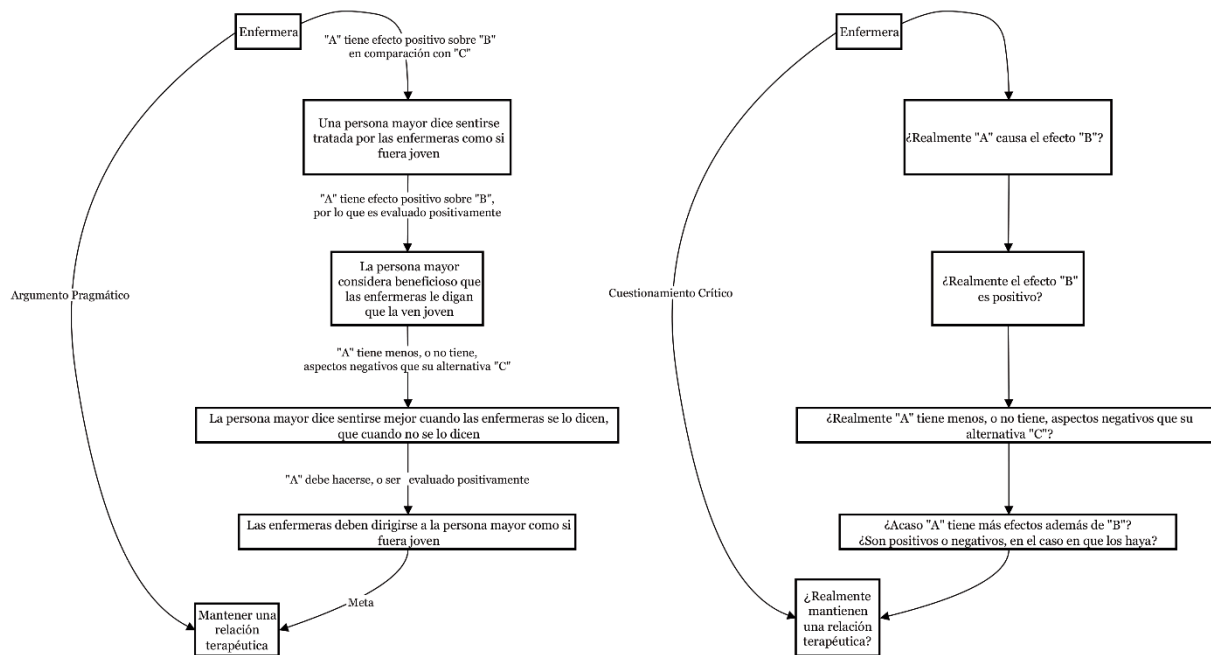 Enfermera
"A" tiene efecto positivo sobre "B"
en comparación con "C"
Una persona mayor dice sentirse
tratada por las enfermeras como si
fuera joven
"A" tiene efecto positivo sobre "B",
por lo que es evaluado positivamente
La persona mayor
considera beneficioso que
las enfermeras le digan
que la ven joven
Argumento Pragmático
"A" tiene menos, o no tiene,
aspectos negativos que su alternativa "C"
La persona mayor dice sentirse mejor cuando las enfermeras se lo dicen,
que cuando no se lo dicen
"A" debe hacerse, o ser evaluado positivamente
Las enfermeras deben dirigirse a la persona mayor como si
fuera joven
Meta
Mantener una
relación
terapéutica
Enfermera
¿Realmente "A" causa el efecto "B"?
¿Realmente el efecto "B"
es positivo?
Cuestionamiento Crítico
¿Realmente "A" tiene menos, o no tiene, aspectos negativos que su
alternativa "C"?
¿Acaso "A" tiene más efectos además de "B"?
¿Son positivos o negativos, en el caso en que los haya?
¿Realmente
mantienen
una relación
terapéutica?